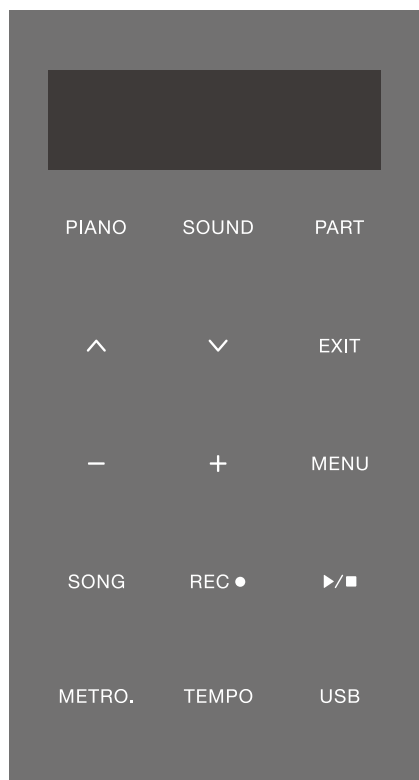 PIANO SOUND PART
EXIT
− + MENU
SONG REC ● ▶/■
METRO. TEMPO USB